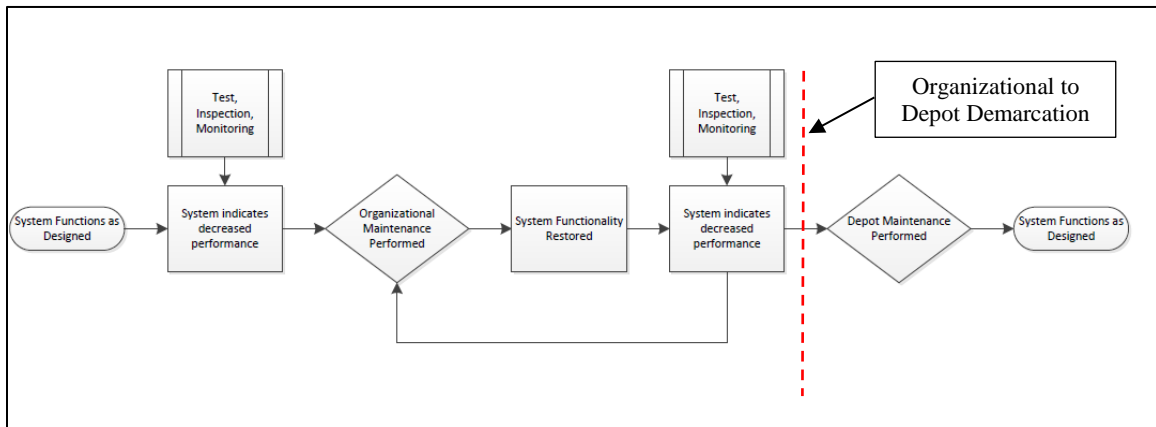 Test,
Inspection,
Monitoring
Test,
Inspection,
Monitoring
Organizational to
Depot Demarcation
System Functions as
Designed
System indicates
decreased
performance
Organizational
Maintenance
Performed
System Functionality
Restored
System indicates
decreased
performance
Depot Maintenance
Performed
System Functions as
Designed